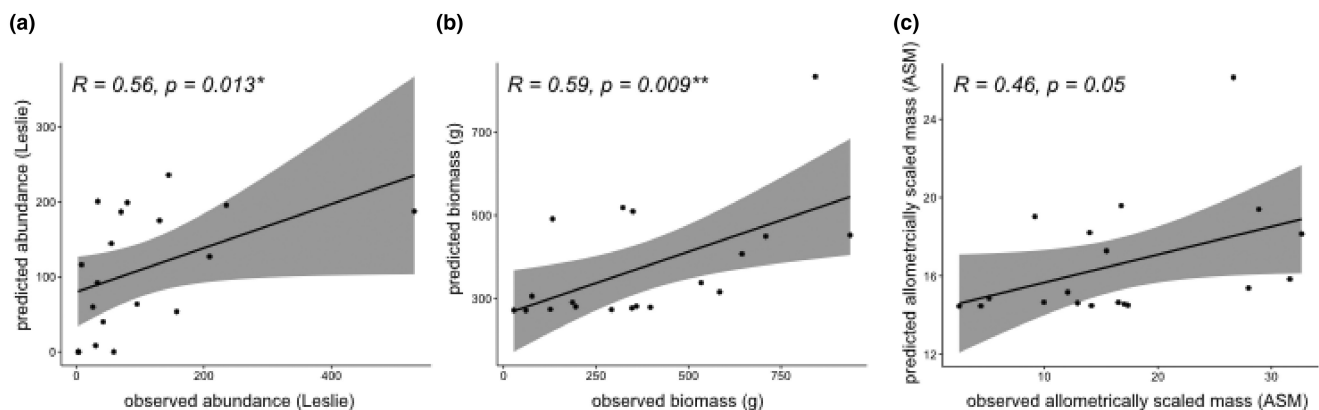 (a)
R = 0.56, p = 0.013*
predicted abundance (Leslie)
300
200
100
0
0
200
400
observed abundance (Leslie)
(b)
R = 0.59, p = 0.009**
predicted biomass (g)
700
500
300
0
250
500
750
observed biomass (g)
(c)
R = 0.46, p = 0.05
predicted allometrcially scaled mass (ASM)
24
20
16
12
10
20
30
observed allometrically scaled mass (ASM)